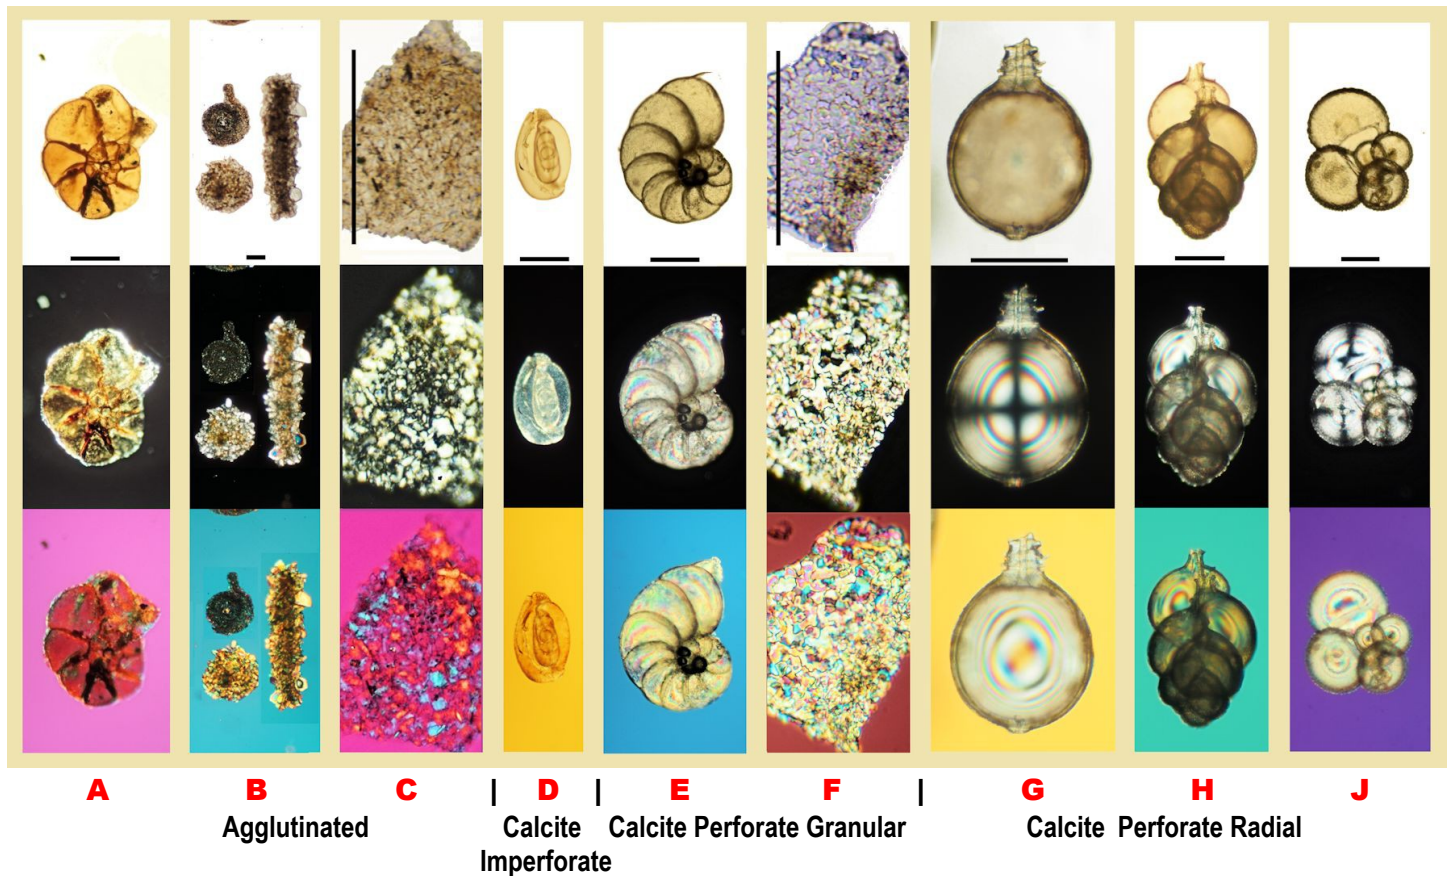 A B C | D | E F | G H J
Agglutinated Calcite Calcite Perforate Granular Calcite Perforate Radial
Imperforate